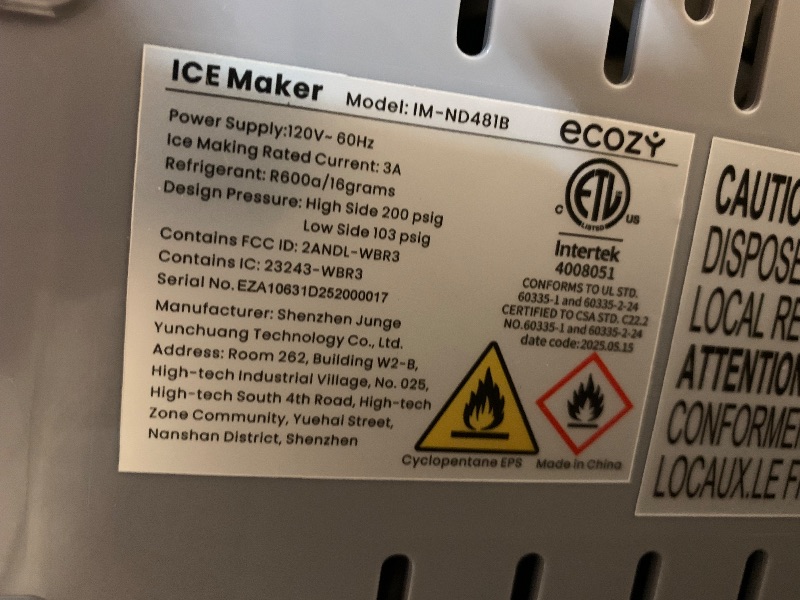 ICE Maker Model: IM-ND481B ecozy
Power Supply:120V~ 60Hz
Ice Making Rated Current: 3A
Refrigerant: R600a/16grams
Design Pressure: High Side 200 psig
Low Side 103 psig
Contains FCC ID: 2ANDL-WBR3
Contains IC: 23243-WBR3
Serial No.EZA10631D252000017
Manufacturer: Shenzhen Junge
Yunchuang Technology Co., Ltd.
Address: Room 262, Building W2-B,
High-tech Industrial Village, No. 025,
High-tech South 4th Road, High-tech
Zone Community, Yuehai Street,
Nanshan District, Shenzhen
ETL
C US
LISTED
Intertek
4008051
CONFORMS TO UL STD.
60335-1 and 60335-2-24
CERTIFIED TO CSA STD. C22.2
NO.60335-1 and 60335-2-24
date code:2025.05.15
Cyclopentane EPS Made in China
CAUTIO
DISPOSE
LOCAL RE
ATTENTION
CONFORME
LOCAUX.LE F